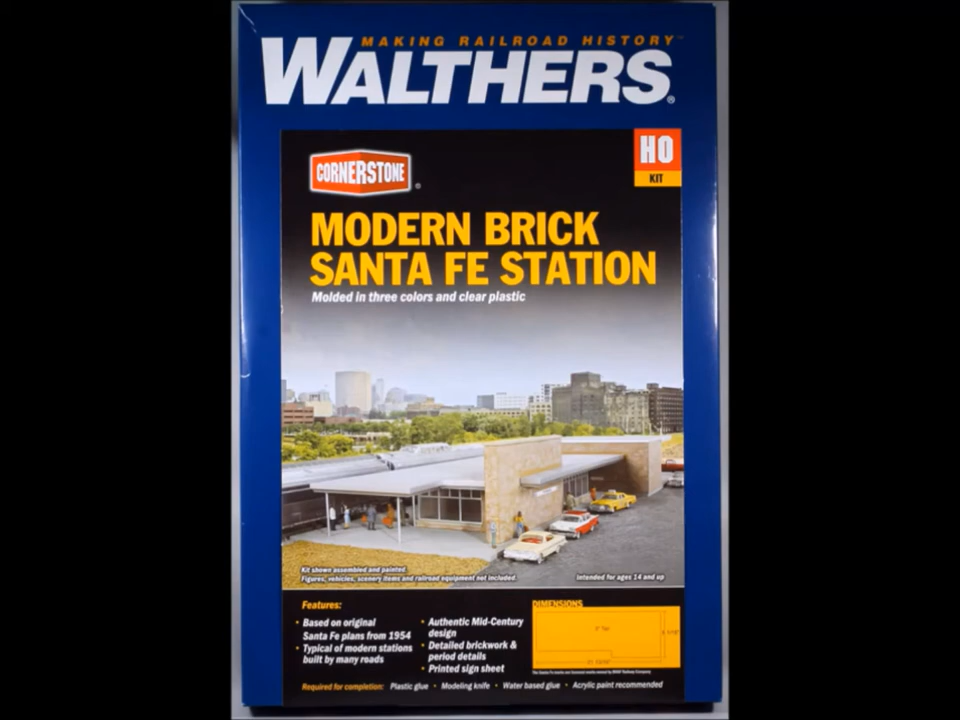 MAKING RAILROAD HISTORY™
WALTHERS®
CORNERSTONE®
HO
KIT
MODERN BRICK
SANTA FE STATION
Molded in three colors and clear plastic
Kit shown assembled and painted.
Figures, vehicles, scenery items and railroad equipment not included.
Intended for ages 14 and up
Features:
• Based on original
Santa Fe plans from 1954
• Typical of modern stations
built by many roads
• Authentic Mid-Century
design
• Detailed brickwork &
period details
• Printed sign sheet
DIMENSIONS
Required for completion: Plastic glue • Modeling knife • Water based glue • Acrylic paint recommended